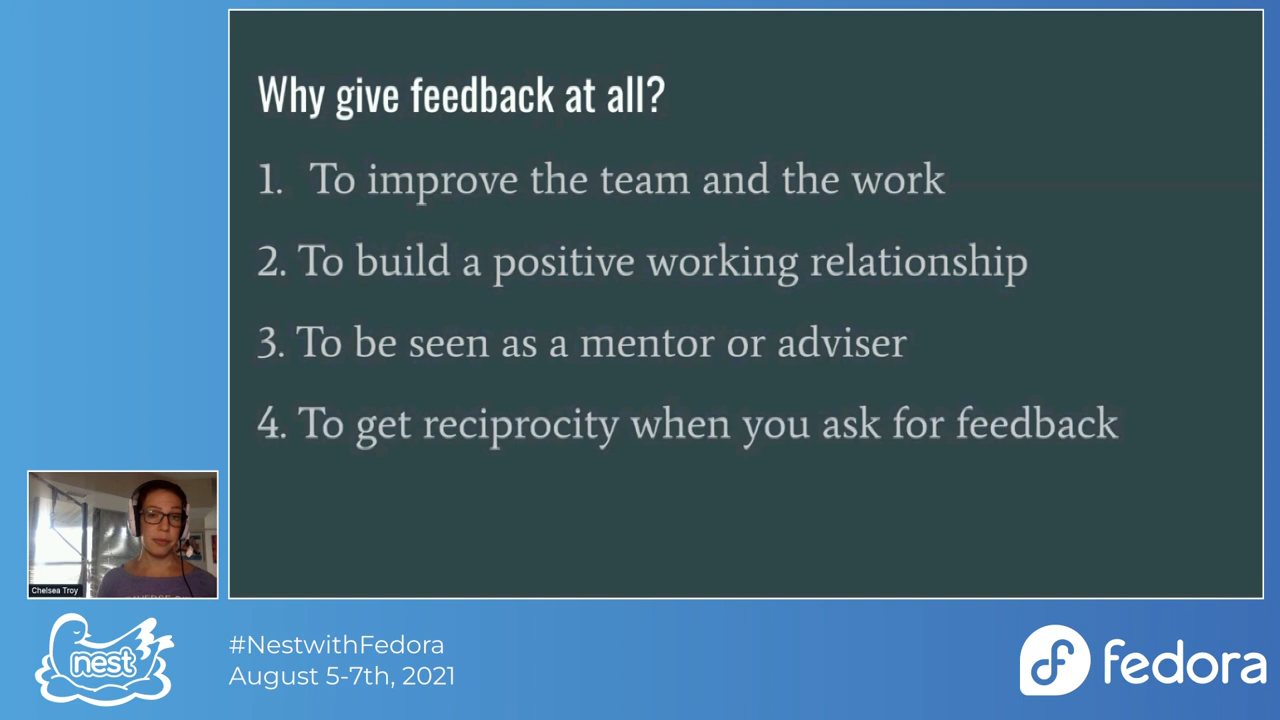 Why give feedback at all?
1. To improve the team and the work
2. To build a positive working relationship
3. To be seen as a mentor or adviser
4. To get reciprocity when you ask for feedback
Chelsea Troy
nest
#NestwithFedora
August 5-7th, 2021
fedora